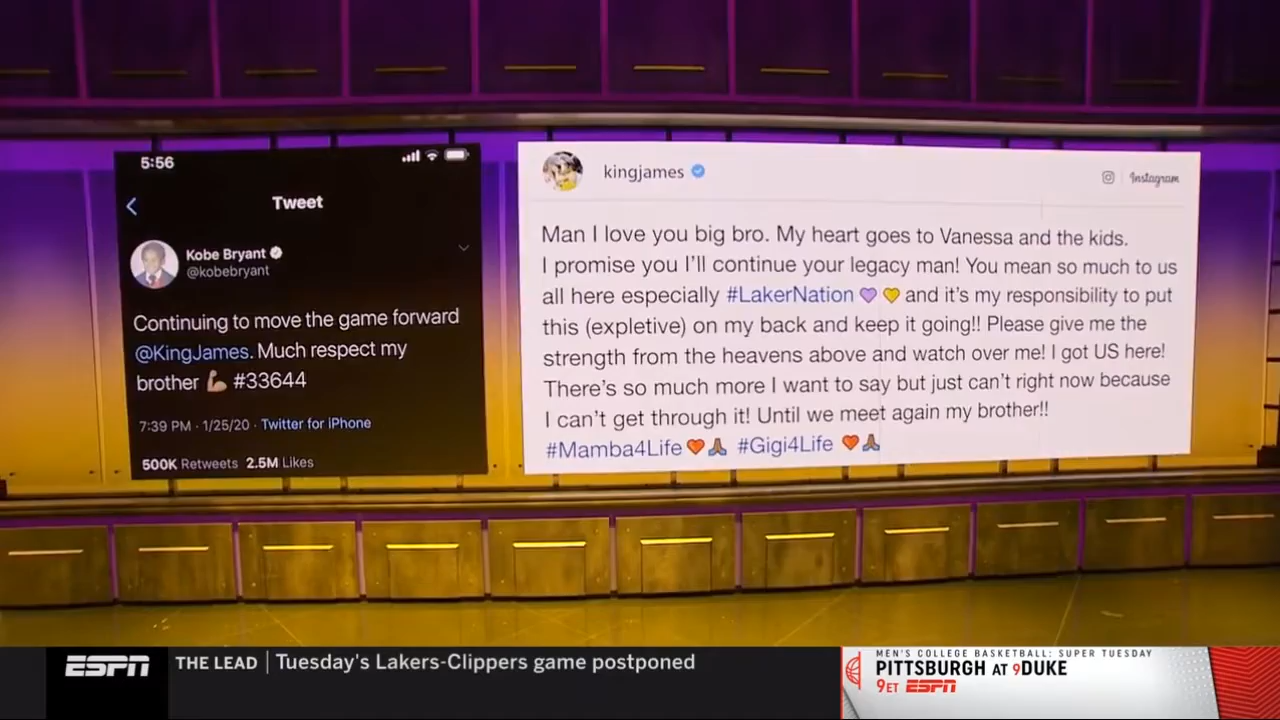 5:56
Tweet
Kobe Bryant
@kobebryant
Continuing to move the game forward
@KingJames. Much respect my
brother 💪🏽 #33644
7:39 PM · 1/25/20 · Twitter for iPhone
500K Retweets 2.5M Likes
kingjames
Instagram
Man I love you big bro. My heart goes to Vanessa and the kids.
I promise you I'll continue your legacy man! You mean so much to us
all here especially #LakerNation 💜 💛 and it's my responsibility to put
this (expletive) on my back and keep it going!! Please give me the
strength from the heavens above and watch over me! I got US here!
There's so much more I want to say but just can't right now because
I can't get through it! Until we meet again my brother!!
#Mamba4Life ❤️🙏🏾 #Gigi4Life ❤️🙏🏾
ESPN
THE LEAD | Tuesday's Lakers-Clippers game postponed
MEN'S COLLEGE BASKETBALL: SUPER TUESDAY
PITTSBURGH AT 9DUKE
9ET ESPN